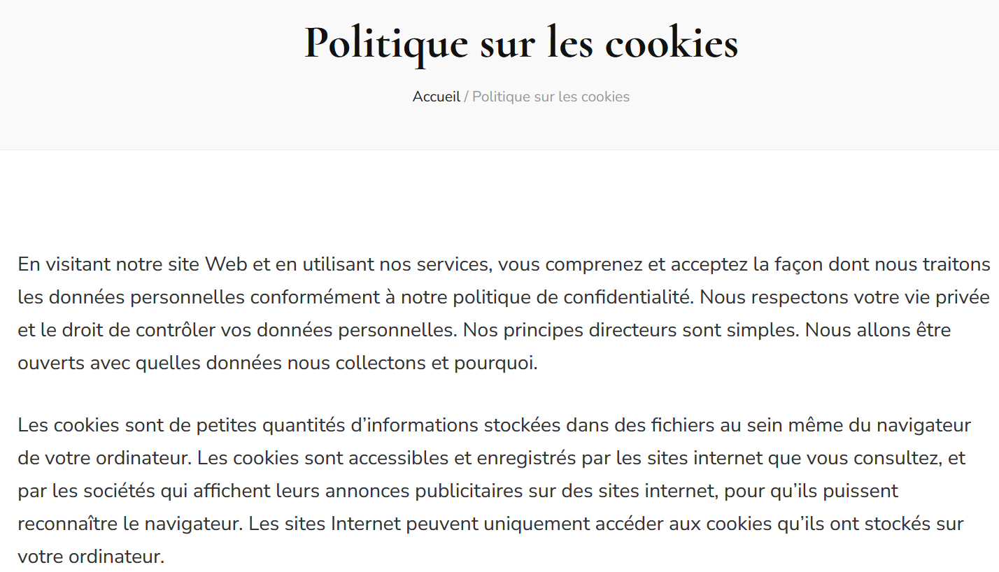 Politique sur les cookies
Accueil / Politique sur les cookies
En visitant notre site Web et en utilisant nos services, vous comprenez et acceptez la façon dont nous traitons
les données personnelles conformément à notre politique de confidentialité. Nous respectons votre vie privée
et le droit de contrôler vos données personnelles. Nos principes directeurs sont simples. Nous allons être
ouverts avec quelles données nous collectons et pourquoi.
Les cookies sont de petites quantités d’informations stockées dans des fichiers au sein même du navigateur
de votre ordinateur. Les cookies sont accessibles et enregistrés par les sites internet que vous consultez, et
par les sociétés qui affichent leurs annonces publicitaires sur des sites internet, pour qu’ils puissent
reconnaître le navigateur. Les sites Internet peuvent uniquement accéder aux cookies qu’ils ont stockés sur
votre ordinateur.